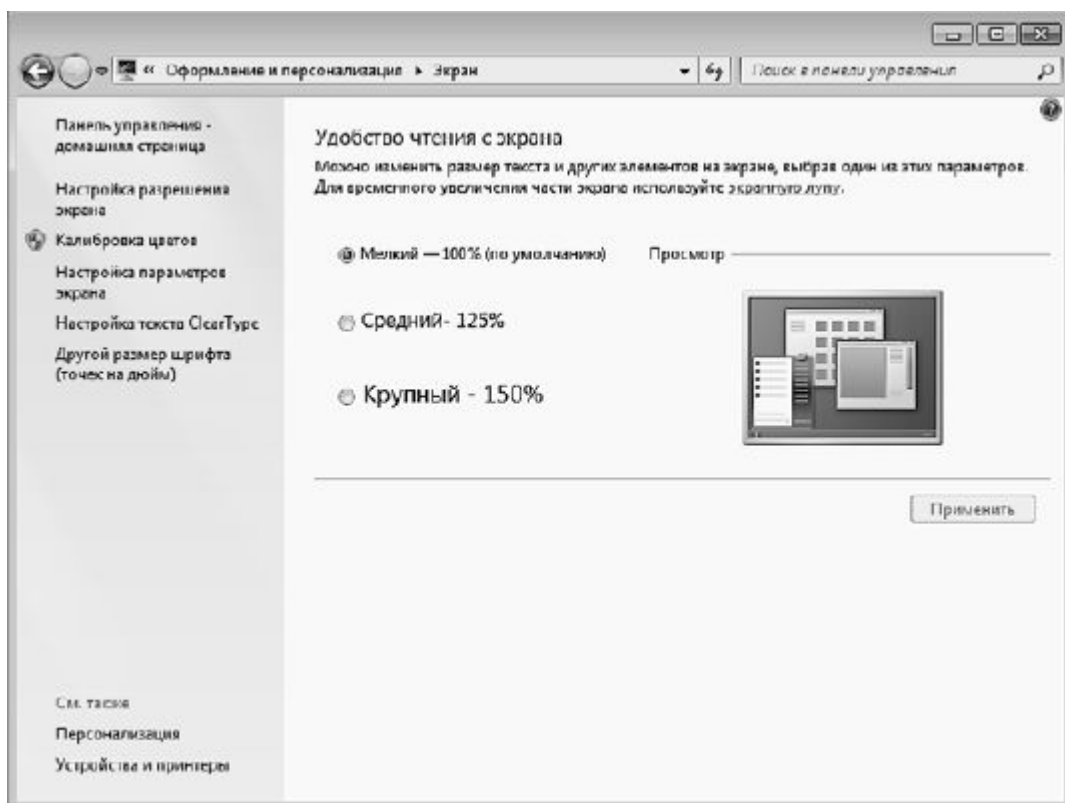 « Оформление и персонализация ▸ Экран
Поиск в панели управления
Панель управления -
домашняя страница
Настройка разрешения
экрана
Калибровка цветов
Настройка параметров
экрана
Настройка текста ClearType
Другой размер шрифта
(точек на дюйм)
См. также
Персонализация
Устройства и принтеры
Удобство чтения с экрана
Можно изменить размер текста и других элементов на экране, выбрав один из этих параметров.
Для временного увеличения части экрана используйте экранную лупу.
Мелкий — 100% (по умолчанию)
Просмотр
Средний- 125%
Крупный - 150%
Применить